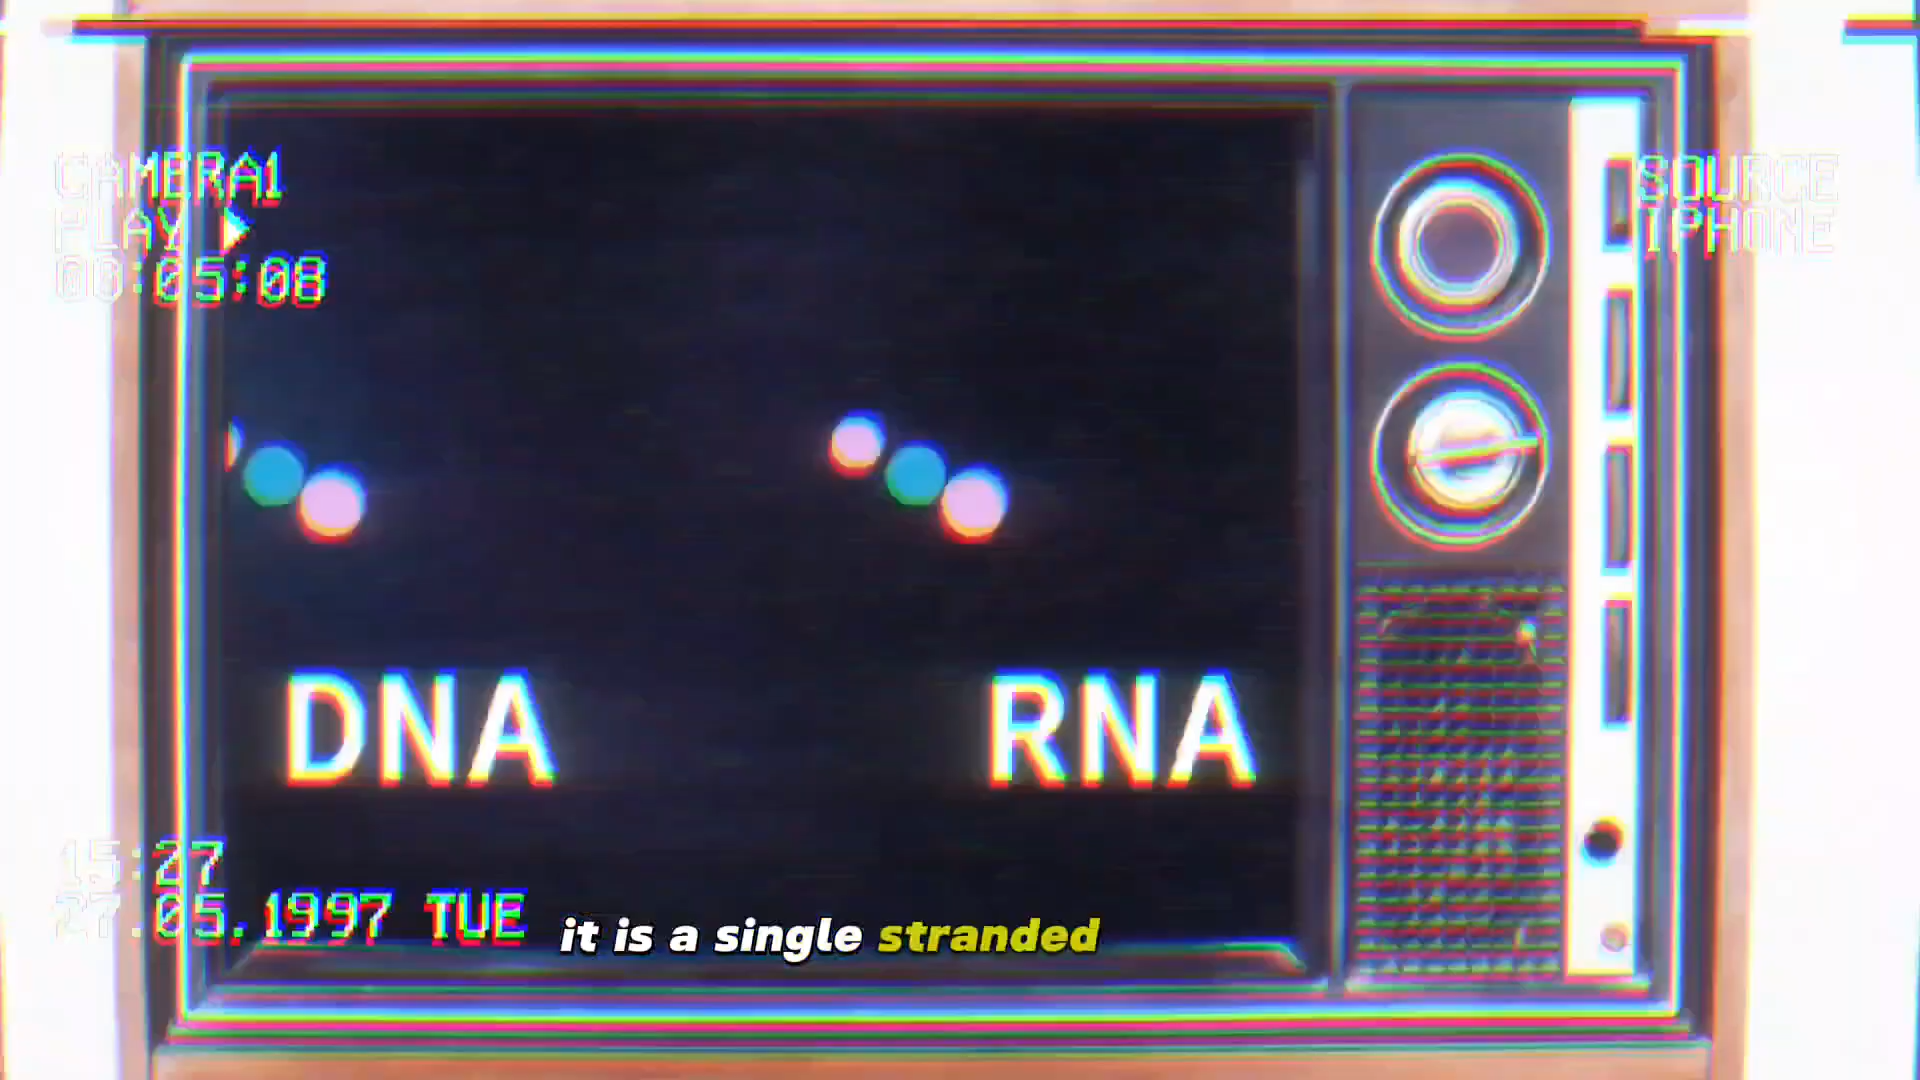 CAMERA1
PLAY
00:05:08
SOURCE
IPHONE
DNA
RNA
15:27
27.05.1997 TUE
it is a single stranded